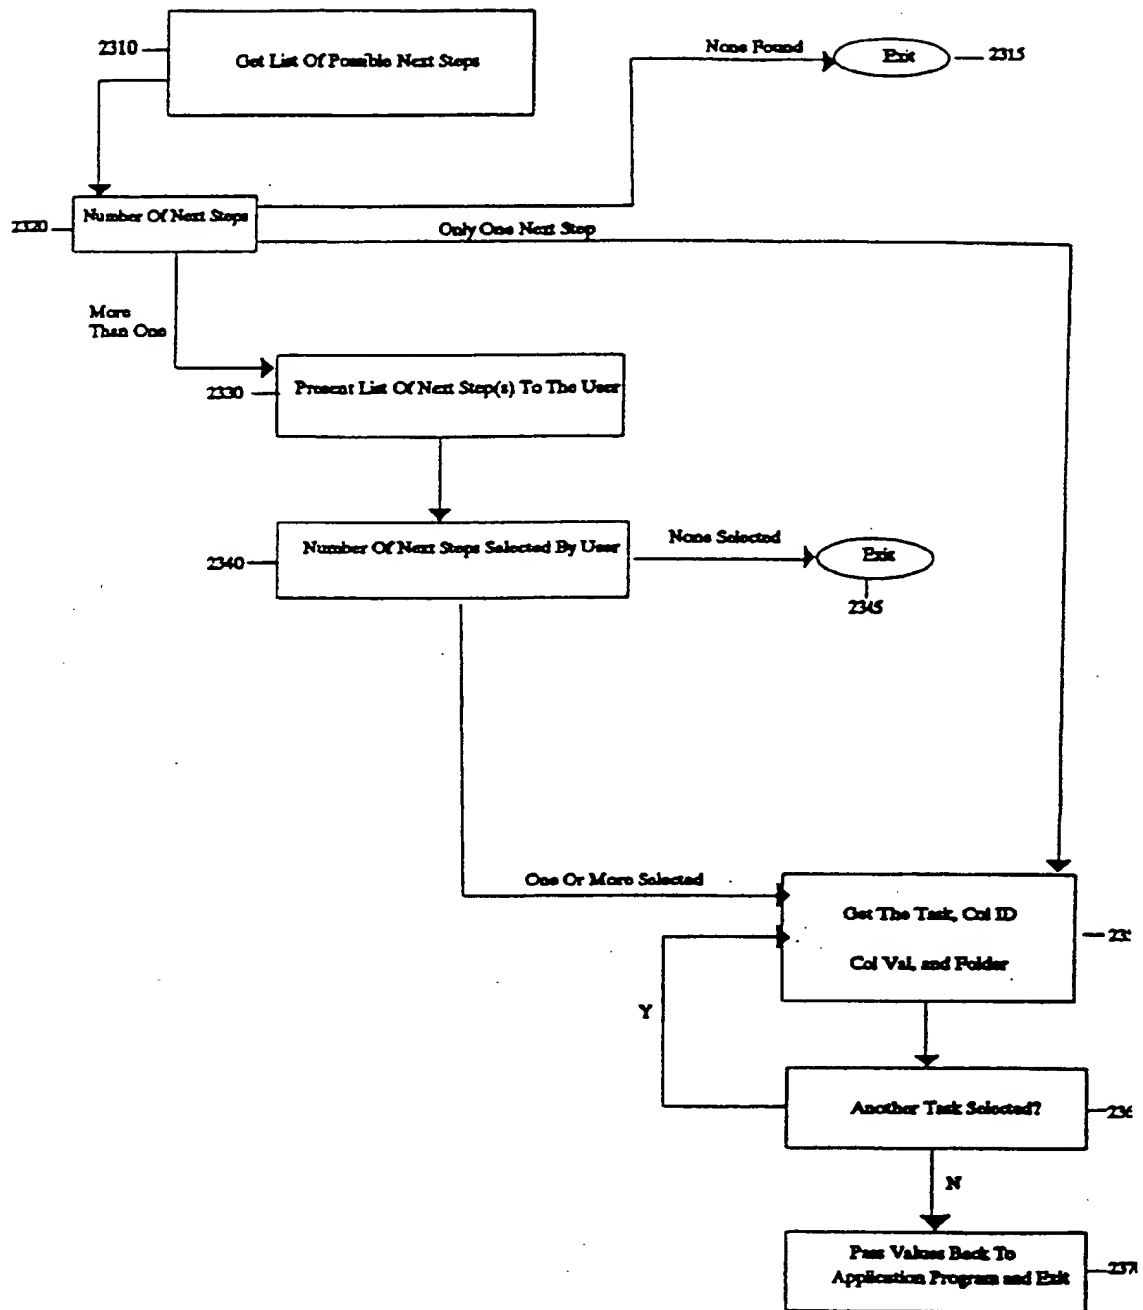 2310
Get List Of Possible Next Steps
None Found
Exit
2315
2320
Number Of Next Steps
Only One Next Step
More
Than One
2330
Present List Of Next Step(s) To The User
2340
Number Of Next Steps Selected By User
None Selected
Exit
2345
One Or More Selected
Get The Task, Col ID
Col Val, and Folder
235
Y
Another Task Selected?
236
N
Pass Values Back To
Application Program and Exit
2370